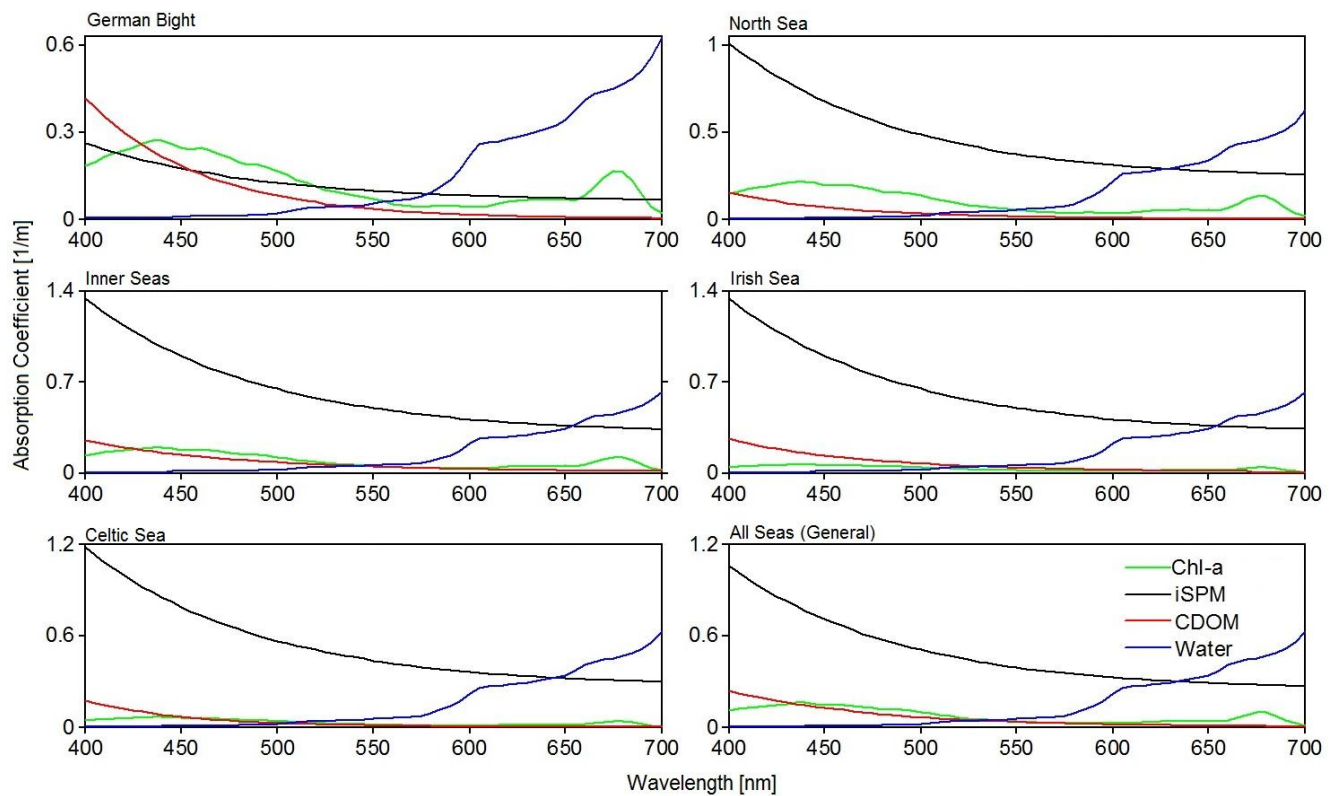 German Bight
North Sea
0.6
0.3
0
400 450 500 550 600 650 700
1
0.5
0
400 450 500 550 600 650 700
Inner Seas
Irish Sea
1.4
0.7
0
400 450 500 550 600 650 700
1.4
0.7
0
400 450 500 550 600 650 700
Celtic Sea
All Seas (General)
1.2
0.6
0
400 450 500 550 600 650 700
1.2
0.6
0
400 450 500 550 600 650 700
Chl-a
iSPM
CDOM
Water
Absorption Coefficient [1/m]
Wavelength [nm]